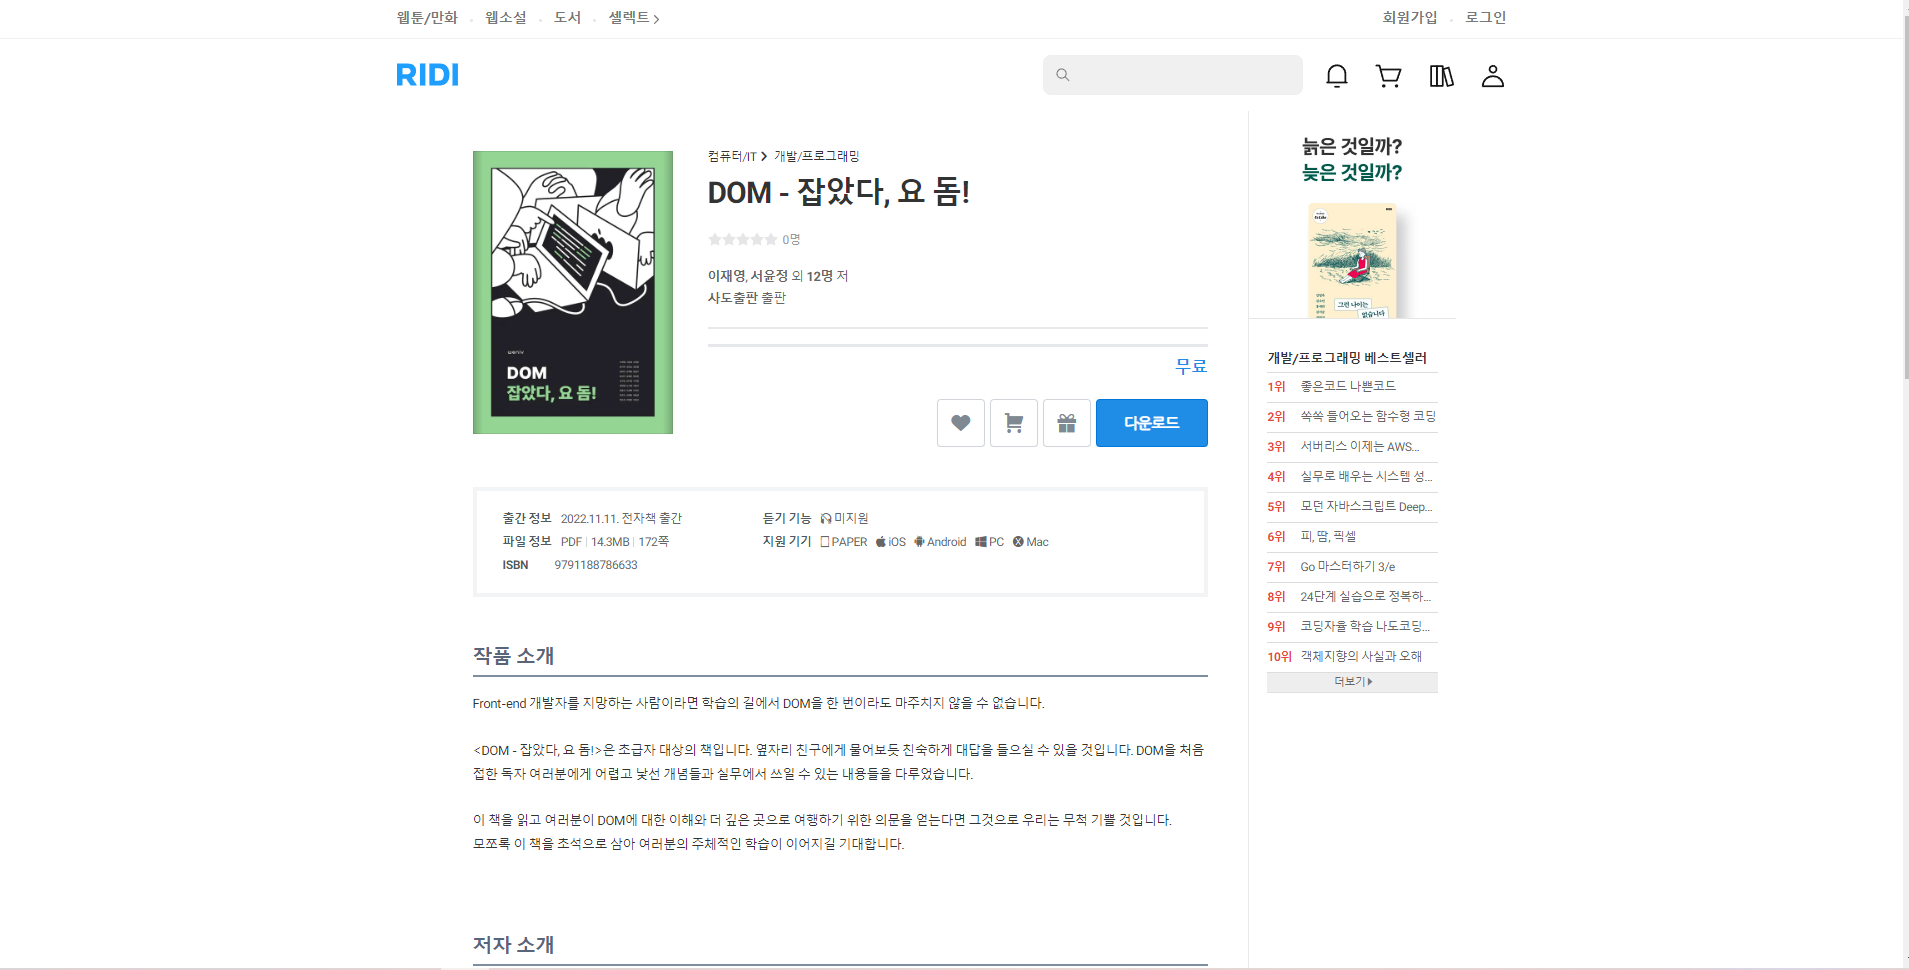 웹툰/만화
웹소설
도서
셀렉트
회원가입
로그인
RIDI
컴퓨터/IT
개발/프로그래밍
DOM - 잡았다, 요 돔!
0명
이재영, 서윤정 외 12명 저
사도출판 출판
무료
다운로드
weniv
DOM
잡았다, 요 돔!
출간 정보 2022.11.11. 전자책 출간
파일 정보 PDF | 14.3MB | 172쪽
ISBN 9791188786633
듣기 기능 미지원
지원 기기 PAPER iOS Android PC Mac
작품 소개
Front-end 개발자를 지망하는 사람이라면 학습의 길에서 DOM을 한 번이라도 마주치지 않을 수 없습니다.
<DOM - 잡았다, 요 돔!>은 초급자 대상의 책입니다. 옆자리 친구에게 물어보듯 친숙하게 대답을 들으실 수 있을 것입니다. DOM을 처음
접한 독자 여러분에게 어렵고 낯선 개념들과 실무에서 쓰일 수 있는 내용들을 다루었습니다.
이 책을 읽고 여러분이 DOM에 대한 이해와 더 깊은 곳으로 여행하기 위한 의문을 얻는다면 그것으로 우리는 무척 기쁠 것입니다.
모쪼록 이 책을 초석으로 삼아 여러분의 주체적인 학습이 이어지길 기대합니다.
저자 소개
늙은 것일까?
늦은 것일까?
그런 나이는
없습니다
개발/프로그래밍 베스트셀러
1위 좋은코드 나쁜코드
2위 쏙쏙 들어오는 함수형 코딩
3위 서버리스 이제는 AWS...
4위 실무로 배우는 시스템 성...
5위 모던 자바스크립트 Deep...
6위 피, 땀, 픽셀
7위 Go 마스터하기 3/e
8위 24단계 실습으로 정복하...
9위 코딩자율 학습 나도코딩...
10위 객체지향의 사실과 오해
더보기